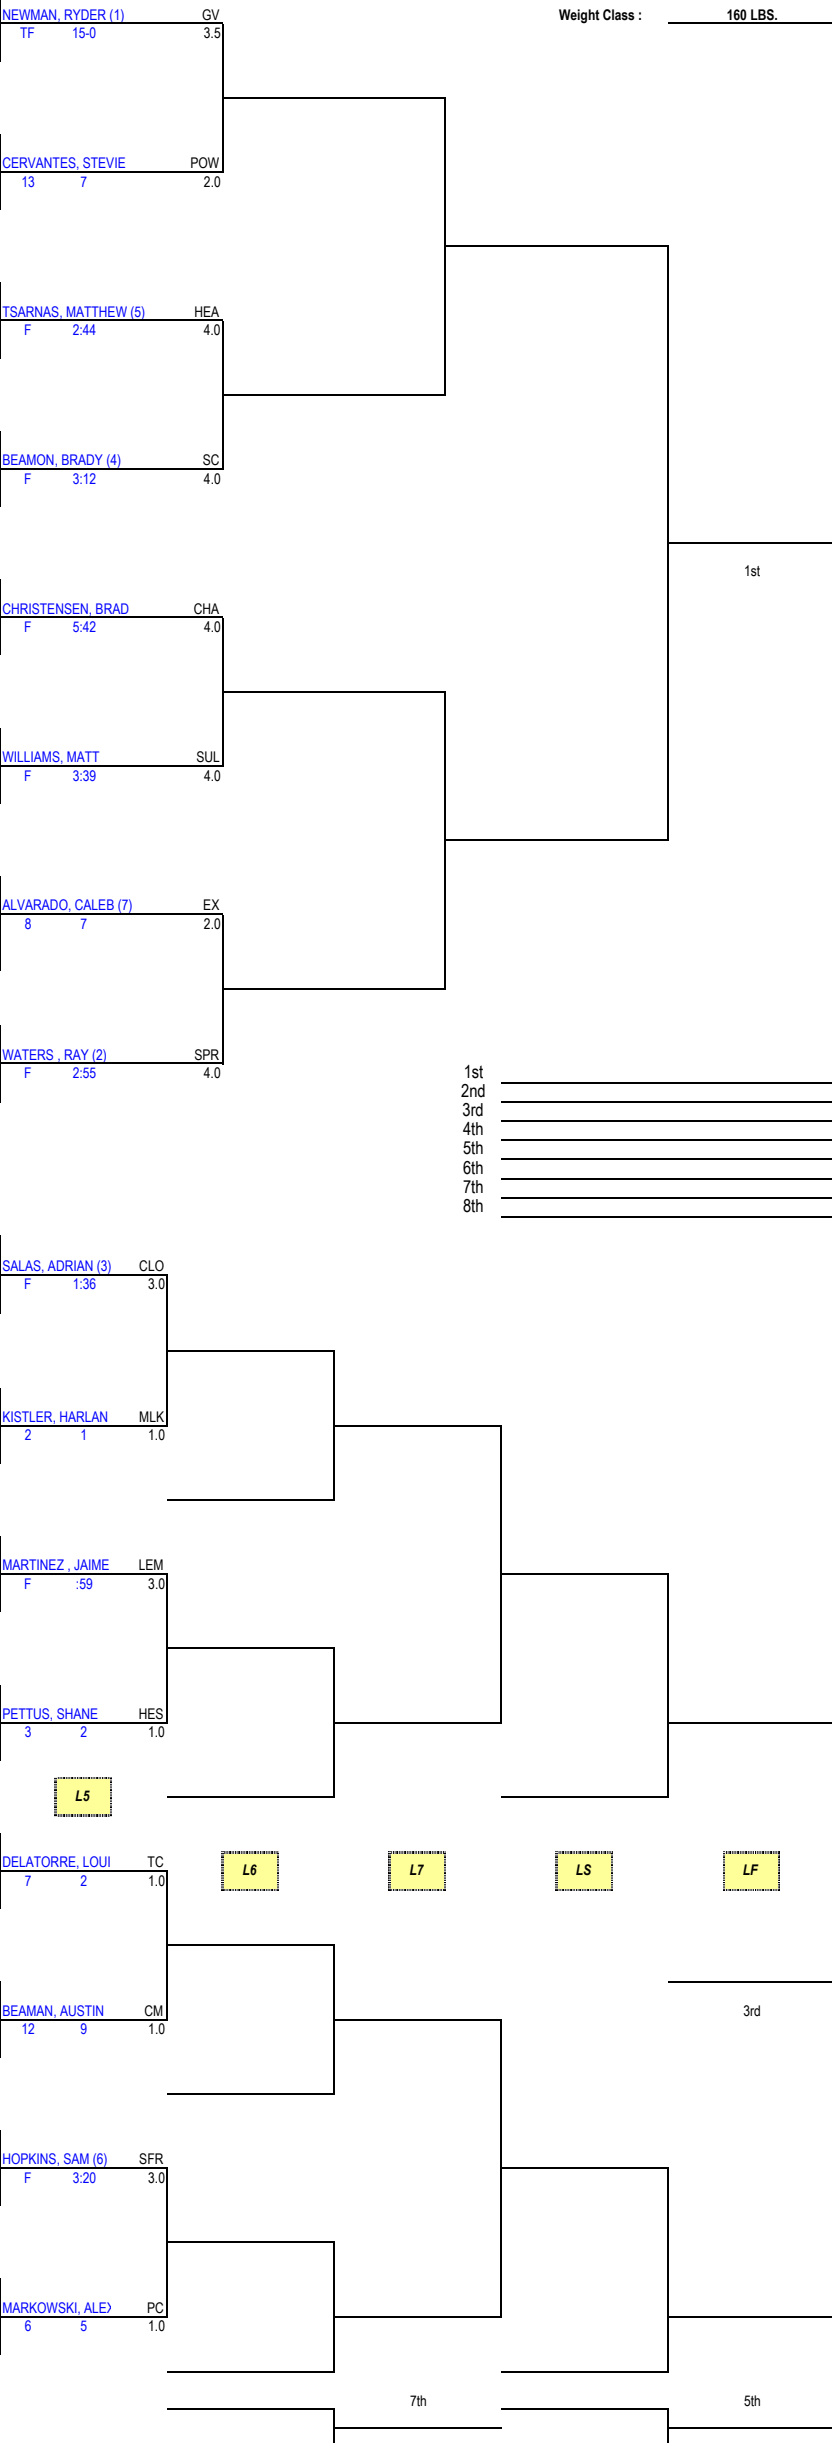 NEWMAN, RYDER (1) GV Weight Class : 160 LBS.
TF 15-0 3.5
CERVANTES, STEVIE POW
13 7 2.0
TSARNAS, MATTHEW (5) HEA
F 2:44 4.0
BEAMON, BRADY (4) SC
F 3:12 4.0
1st
CHRISTENSEN, BRAD CHA
F 5:42 4.0
WILLIAMS, MATT SUL
F 3:39 4.0
ALVARADO, CALEB (7) EX
8 7 2.0
WATERS , RAY (2) SPR
F 2:55 4.0
1st
2nd
3rd
4th
5th
6th
7th
8th
SALAS, ADRIAN (3) CLO
F 1:36 3.0
KISTLER, HARLAN MLK
2 1 1.0
MARTINEZ , JAIME LEM
F :59 3.0
PETTUS, SHANE HES
3 2 1.0
L5
DELATORRE, LOUI TC
7 2 1.0
L6 L7 LS LF
BEAMAN, AUSTIN CM
12 9 1.0
3rd
HOPKINS, SAM (6) SFR
F 3:20 3.0
MARKOWSKI, ALE PC
6 5 1.0
7th 5th